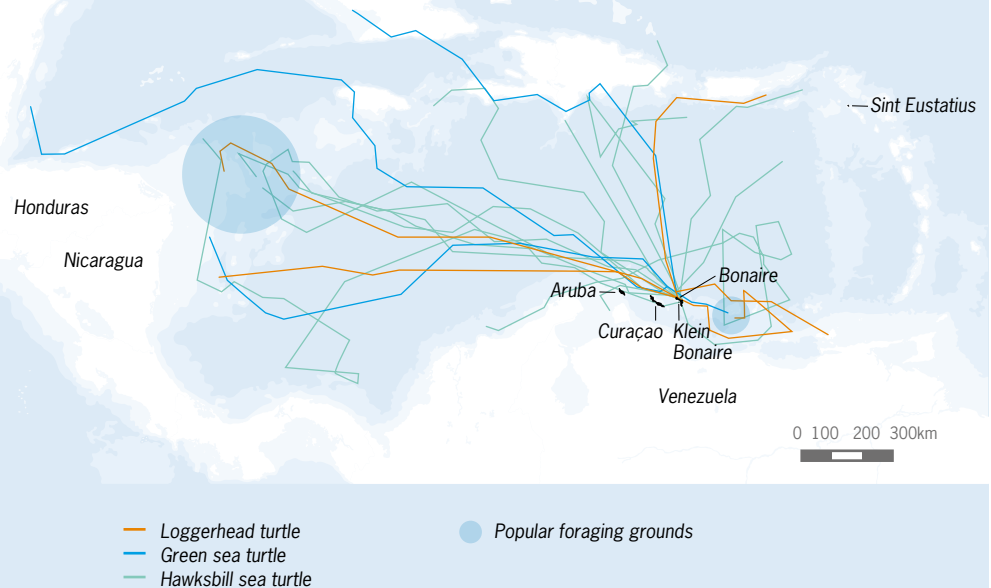 Sint Eustatius
Honduras
Nicaragua
Bonaire
Aruba
Curaçao
Klein
Bonaire
Venezuela
0 100 200 300km
Loggerhead turtle
Popular foraging grounds
Green sea turtle
Hawksbill sea turtle